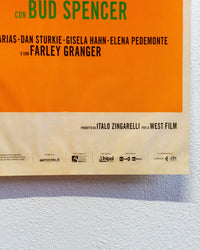 CON BUD SPENCER
ARIAS · DAN STURKIE · GISELA HAHN · ELENA PEDEMONTE
E CON FARLEY GRANGER
PRODOTTO DA ITALO ZINGARELLI PER LA WEST FILM
Unipol